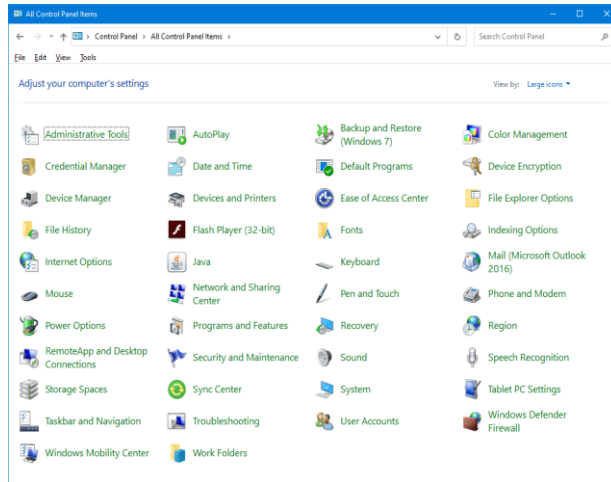 All Control Panel Items
Control Panel > All Control Panel Items >
Search Control Panel
File Edit View Tools
Adjust your computer's settings
View by: Large icons
Administrative Tools
AutoPlay
Backup and Restore
(Windows 7)
Color Management
Credential Manager
Date and Time
Default Programs
Device Encryption
Device Manager
Devices and Printers
Ease of Access Center
File Explorer Options
File History
Flash Player (32-bit)
Fonts
Indexing Options
Internet Options
Java
Keyboard
Mail (Microsoft Outlook
2016)
Mouse
Network and Sharing
Center
Pen and Touch
Phone and Modem
Power Options
Programs and Features
Recovery
Region
RemoteApp and Desktop
Connections
Security and Maintenance
Sound
Speech Recognition
Storage Spaces
Sync Center
System
Tablet PC Settings
Taskbar and Navigation
Troubleshooting
User Accounts
Windows Defender
Firewall
Windows Mobility Center
Work Folders